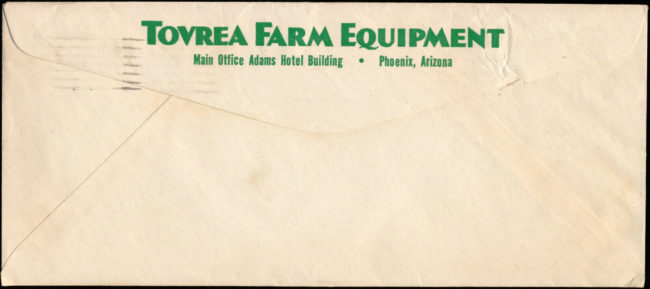 TOVREA FARM EQUIPMENT
Main Office Adams Hotel Building • Phoenix, Arizona